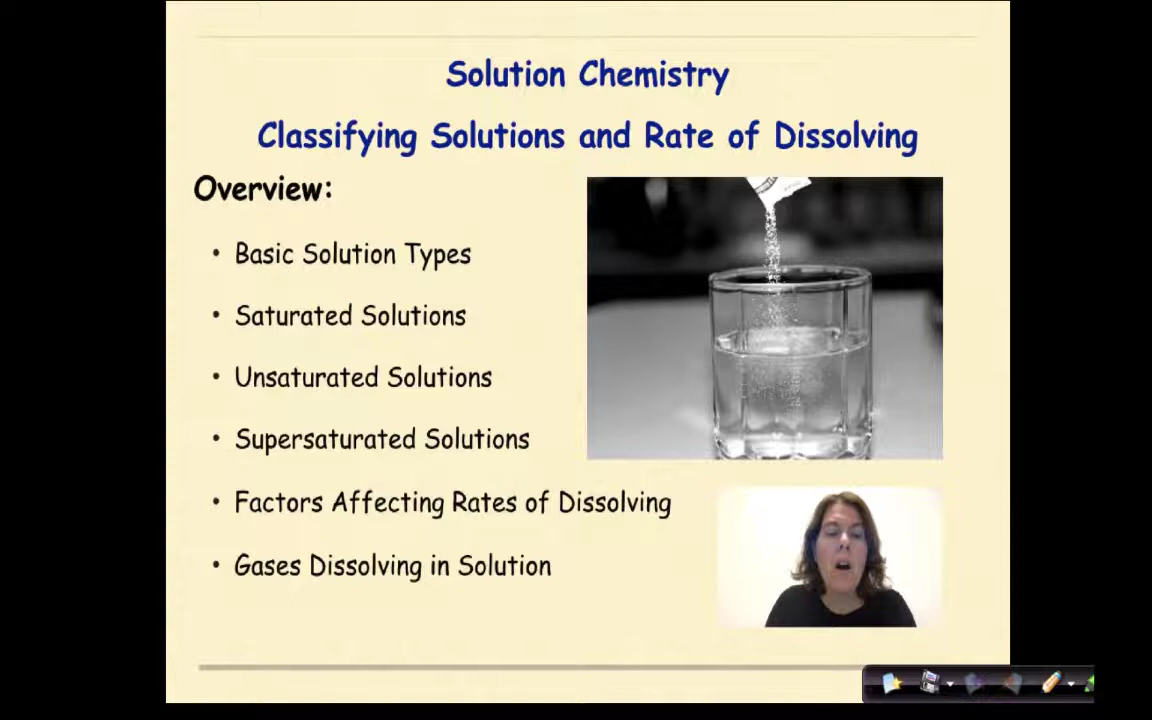 Solution Chemistry
Classifying Solutions and Rate of Dissolving
Overview:
• Basic Solution Types
• Saturated Solutions
• Unsaturated Solutions
• Supersaturated Solutions
• Factors Affecting Rates of Dissolving
• Gases Dissolving in Solution